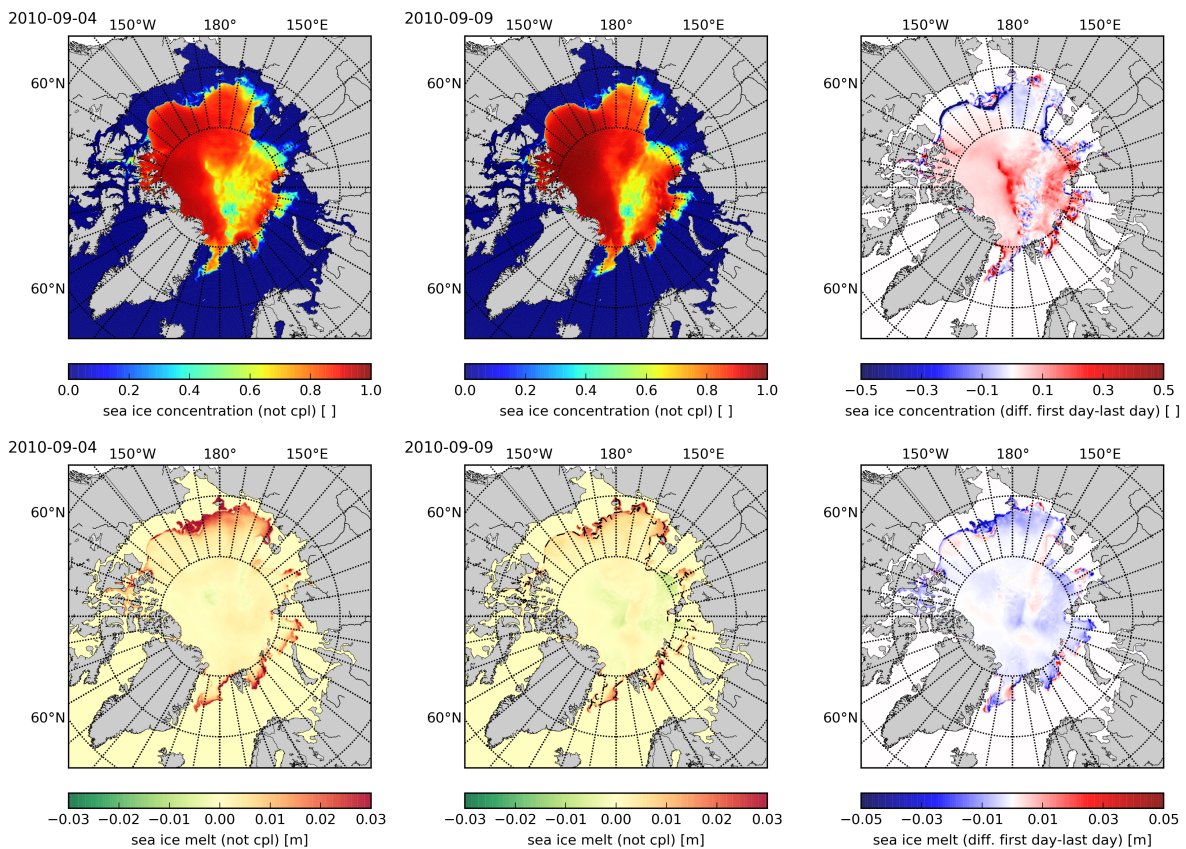 2010-09-04 150°W 180° 150°E
60°N
60°N
0.0 0.2 0.4 0.6 0.8 1.0
sea ice concentration (not cpl) [ ]
2010-09-09 150°W 180° 150°E
60°N
60°N
0.0 0.2 0.4 0.6 0.8 1.0
sea ice concentration (not cpl) [ ]
150°W 180° 150°E
60°N
60°N
−0.5 −0.3 −0.1 0.1 0.3 0.5
sea ice concentration (diff. first day-last day) [ ]
2010-09-04 150°W 180° 150°E
60°N
60°N
−0.03 −0.02 −0.01 0.00 0.01 0.02 0.03
sea ice melt (not cpl) [m]
2010-09-09 150°W 180° 150°E
60°N
60°N
−0.03 −0.02 −0.01 0.00 0.01 0.02 0.03
sea ice melt (not cpl) [m]
150°W 180° 150°E
60°N
60°N
−0.05 −0.03 −0.01 0.01 0.03 0.05
sea ice melt (diff. first day-last day) [m]